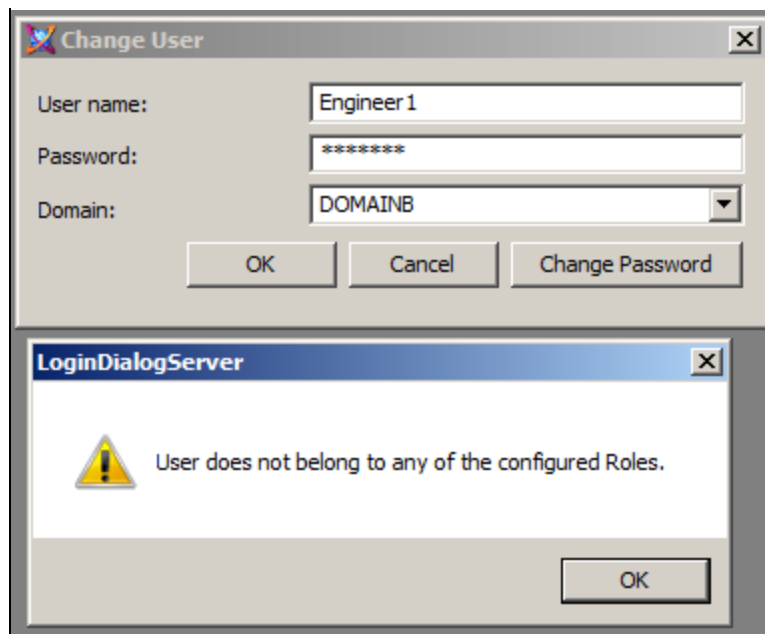 Change User
User name:
Engineer1
Password:
*******
Domain:
DOMAINB
OK Cancel Change Password
LoginDialogServer
User does not belong to any of the configured Roles.
OK